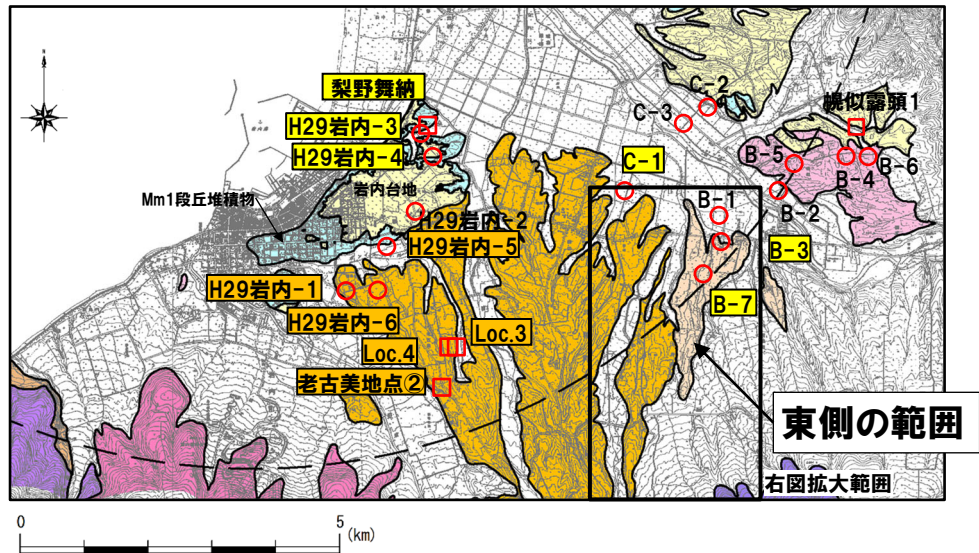 梨野舞納
H29岩内-3
H29岩内-4
岩内台地
Mm1段丘堆積物
H29岩内-2
H29岩内-5
H29岩内-1
H29岩内-6
Loc.3
Loc.4
老古美地点②
C-2
C-3
幌似露頭1
C-1
B-5
B-4
B-6
B-1
B-2
B-3
B-7
東側の範囲
右図拡大範囲
0
5
(km)